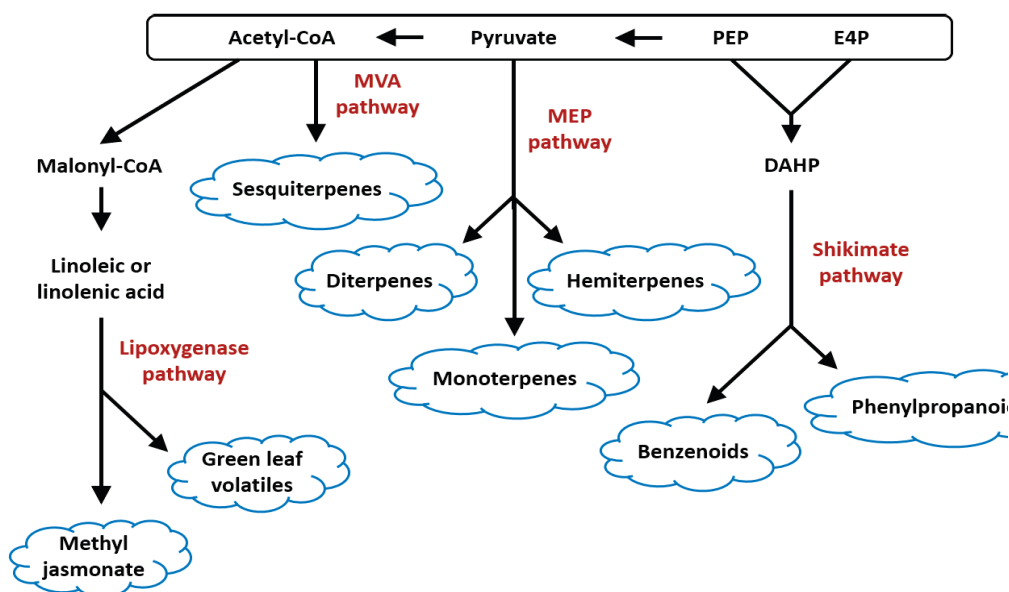 Acetyl-CoA
Pyruvate
PEP
E4P
MVA
pathway
MEP
pathway
Malonyl-CoA
DAHP
Sesquiterpenes
Shikimate
pathway
Linoleic or
linolenic acid
Diterpenes
Hemiterpenes
Lipoxygenase
pathway
Monoterpenes
Phenylpropanoi
Benzenoids
Green leaf
volatiles
Methyl
jasmonate